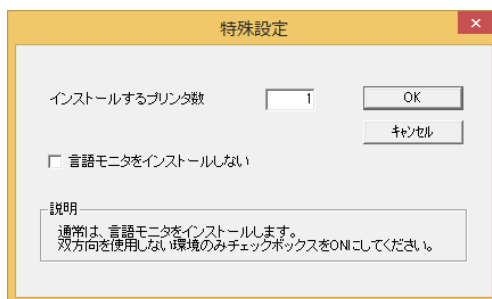 特殊設定
インストールするプリンタ数 1 OK
キャンセル
言語モニタをインストールしない
説明
通常は、言語モニタをインストールします。
双方向を使用しない環境のみチェックボックスをONにしてください。